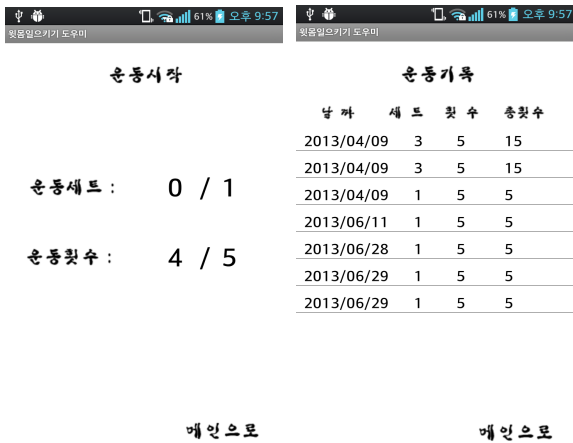 61% 오후 9:57
윗몸일으키기 도우미
운동시작
운동세트 : 0 / 1
운동횟수 : 4 / 5
메인으로
61% 오후 9:57
윗몸일으키기 도우미
운동기록
날짜 세트 횟수 총횟수
2013/04/09 3 5 15
2013/04/09 3 5 15
2013/04/09 1 5 5
2013/06/11 1 5 5
2013/06/28 1 5 5
2013/06/29 1 5 5
2013/06/29 1 5 5
메인으로